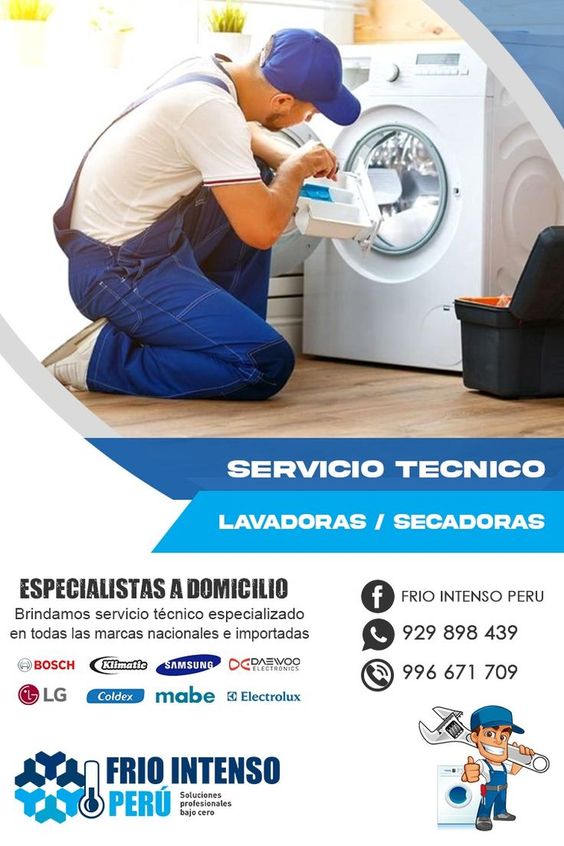 SERVICIO TECNICO
LAVADORAS / SECADORAS
ESPECIALISTAS A DOMICILIO
Brindamos servicio técnico especializado
en todas las marcas nacionales e importadas
BOSCH
Klimatic
SAMSUNG
DAEWOO
ELECTRONICS
LG
Coldex
mabe
Electrolux
FRIO INTENSO PERU
929 898 439
996 671 709
FRIO INTENSO
PERÚ
Soluciones
profesionales
bajo cero